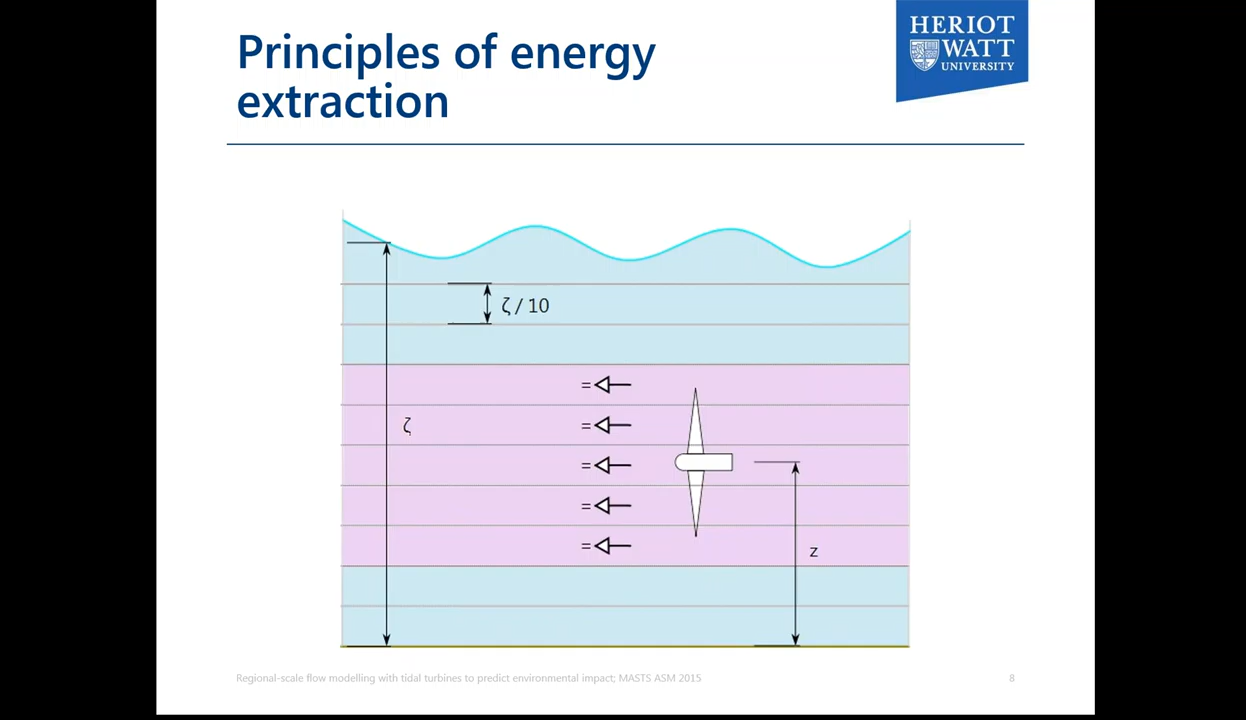 Principles of energy
extraction
HERIOT
WATT
UNIVERSITY
ζ / 10
=
=
ζ
=
=
=
z
Regional-scale flow modelling with tidal turbines to predict environmental impact; MASTS ASM 2015
8